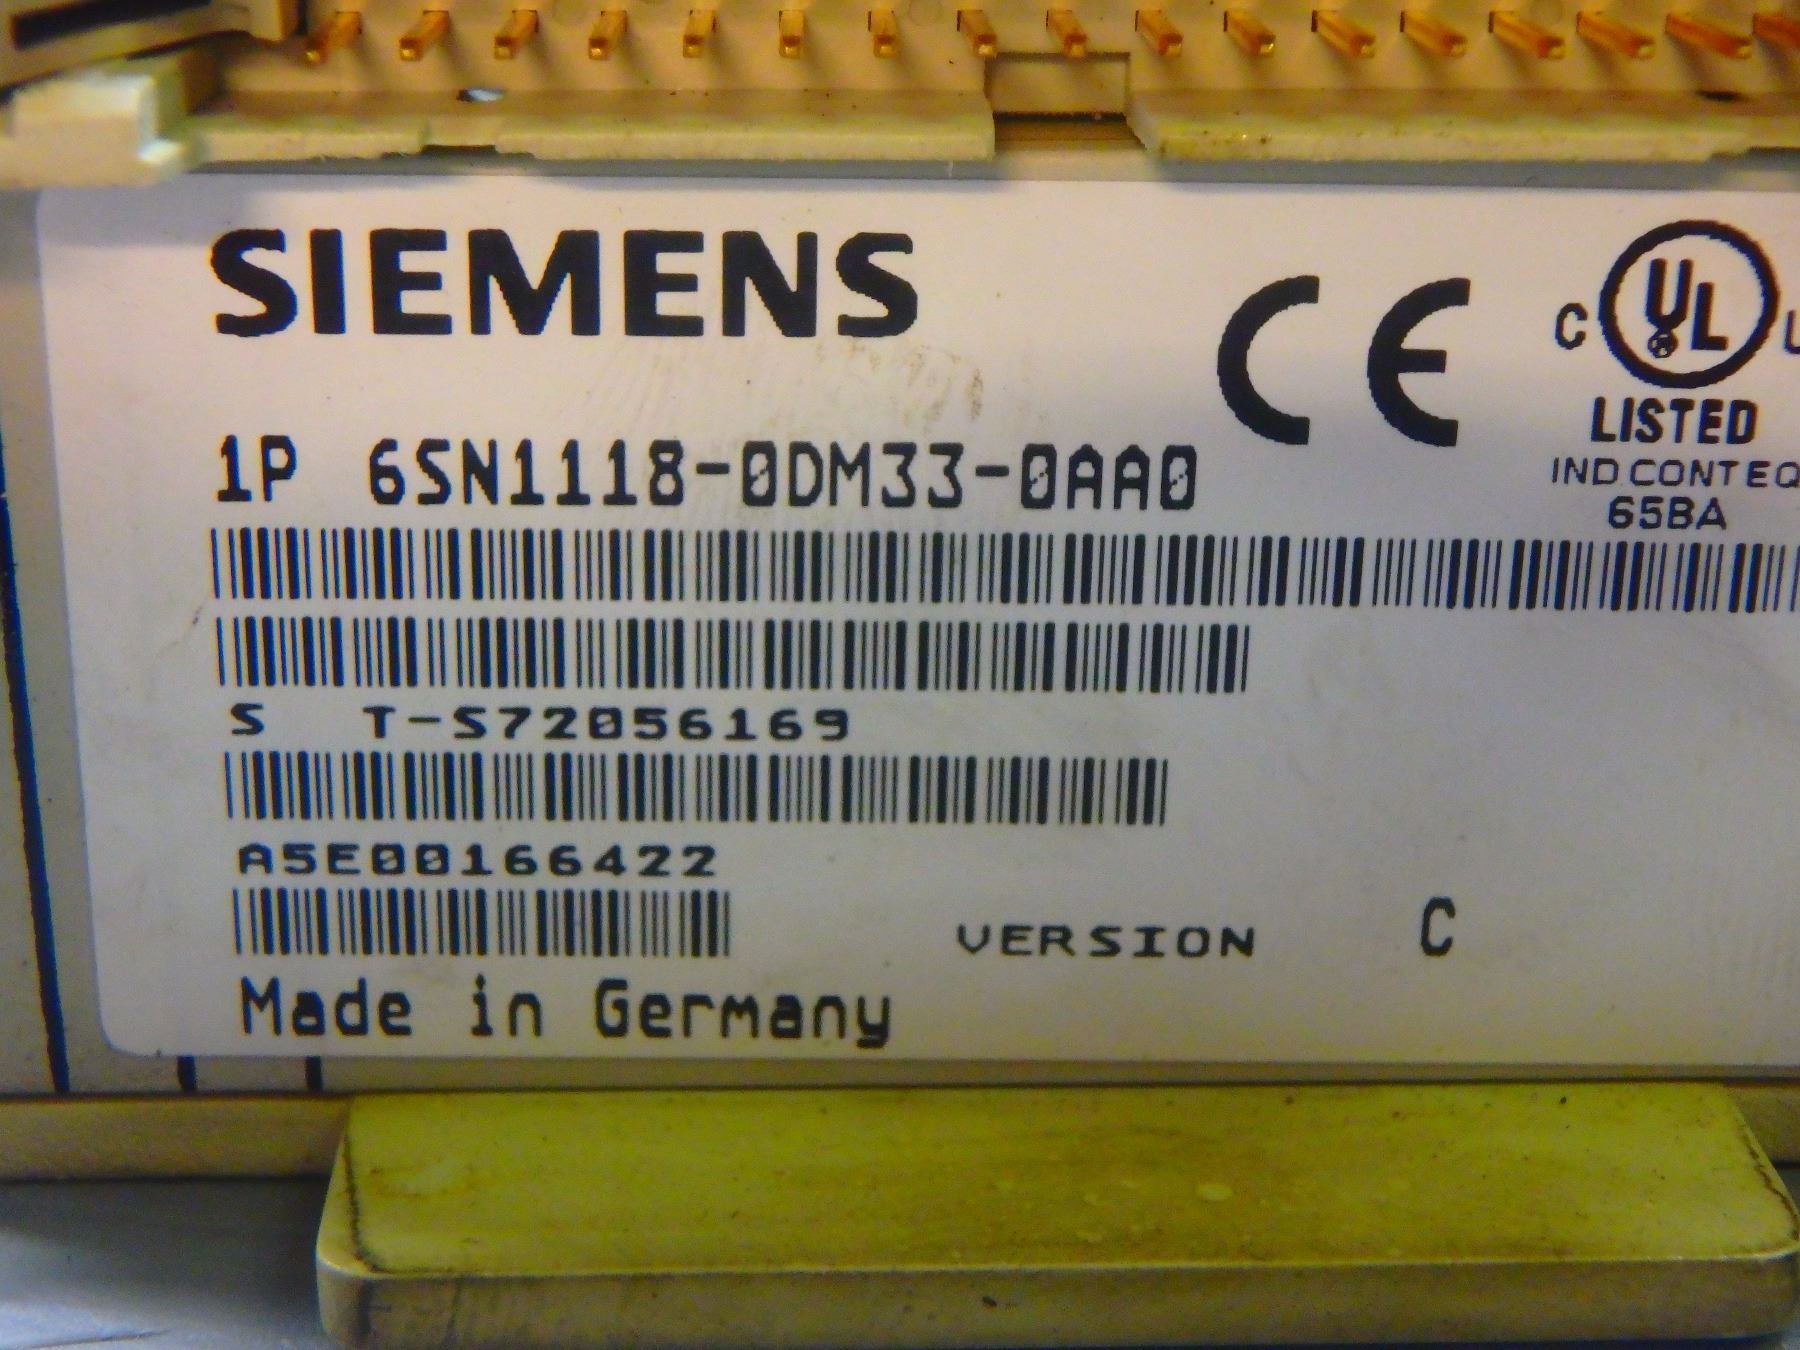 SIEMENS
CE
C UL
LISTED
IND.CONT EQ
65BA
1P 6SN1118-0DM33-0AA0
S T-S72056169
A5E00166422
VERSION C
Made in Germany